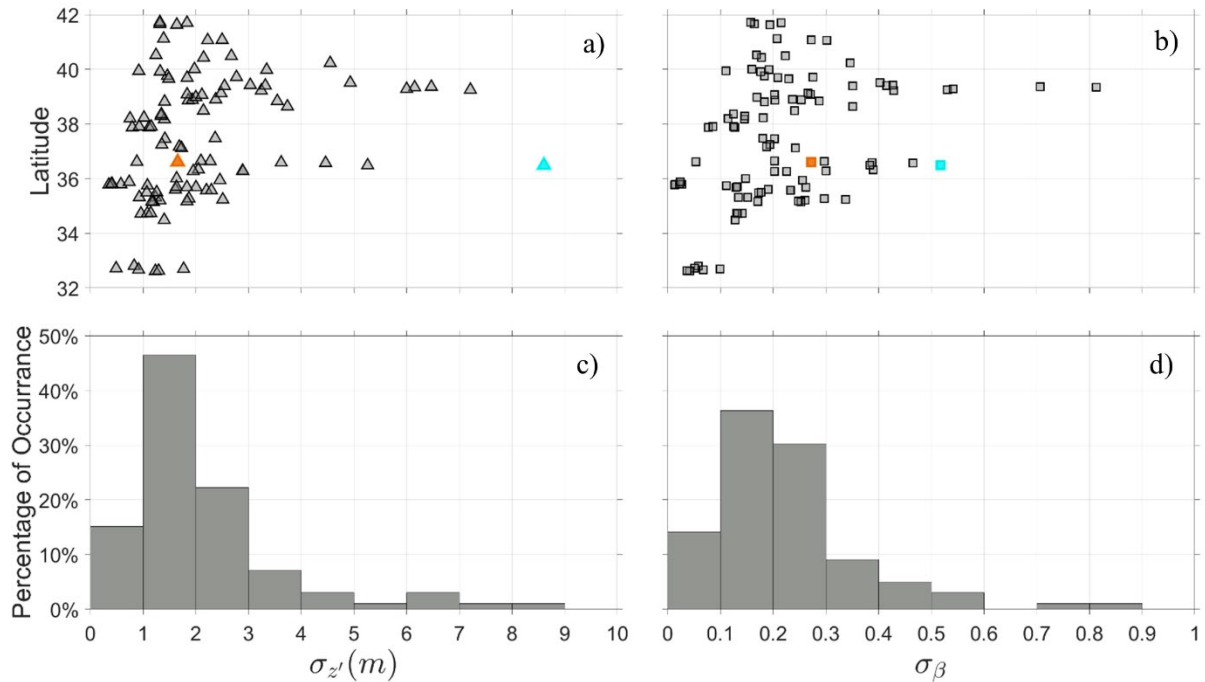 42
40
38
36
34
32
Latitude
a)
b)
50%
40%
30%
20%
10%
0%
Percentage of Occurrance
c)
d)
0 1 2 3 4 5 6 7 8 9 10
0 0.1 0.2 0.3 0.4 0.5 0.6 0.7 0.8 0.9 1
σz′(m)
σβ